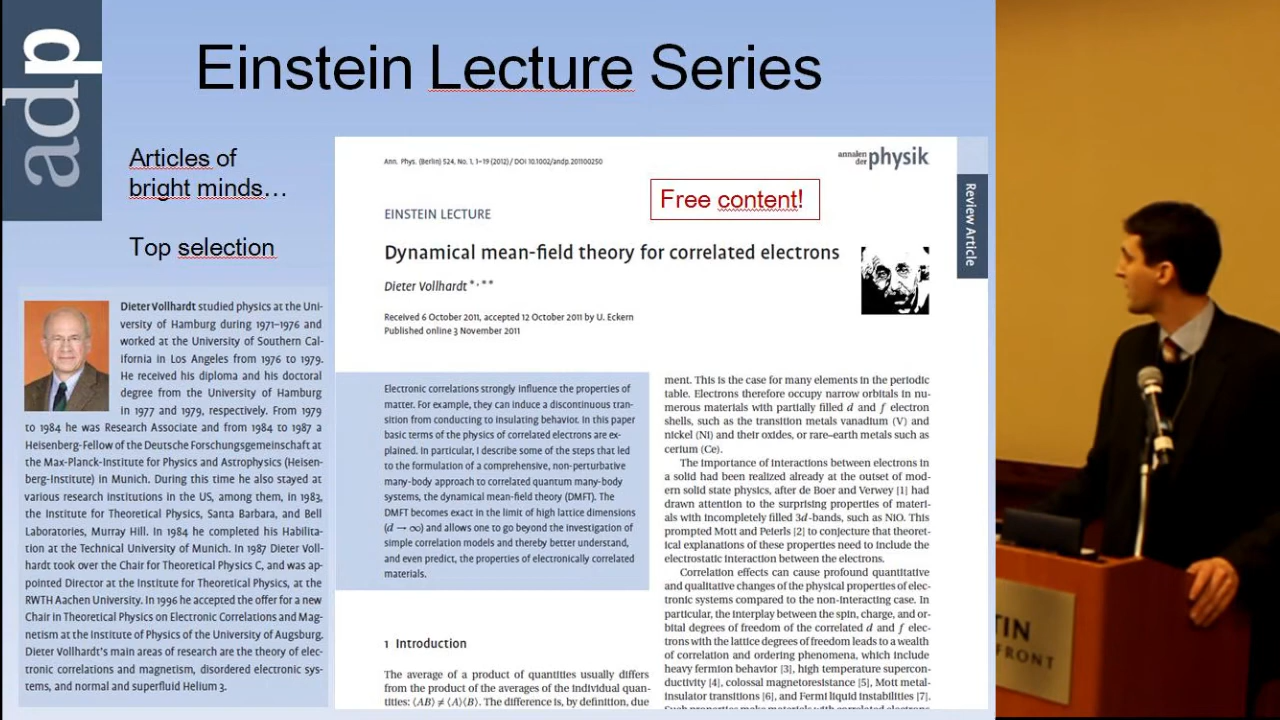 adp
Einstein Lecture Series
Articles of
bright minds…
Top selection
Dieter Vollhardt studied physics at the Uni-
versity of Hamburg during 1971–1976 and
worked at the University of Southern Cal-
ifornia in Los Angeles from 1976 to 1979.
He received his diploma and his doctoral
degree from the University of Hamburg
in 1977 and 1979, respectively. From 1979
to 1984 he was Research Associate and from 1984 to 1987 a
Heisenberg-Fellow of the Deutsche Forschungsgemeinschaft at
the Max-Planck-Institute for Physics and Astrophysics (Heisen-
berg-Institute) in Munich. During this time he also stayed at
various research institutions in the US, among them, in 1983,
the Institute for Theoretical Physics, Santa Barbara, and Bell
Laboratories, Murray Hill. In 1984 he completed his Habilita-
tion at the Technical University of Munich. In 1987 Dieter Voll-
hardt took over the Chair for Theoretical Physics C, and was ap-
pointed Director at the Institute for Theoretical Physics, at the
RWTH Aachen University. In 1996 he accepted the offer for a new
Chair in Theoretical Physics on Electronic Correlations and Mag-
netism at the Institute of Physics of the University of Augsburg.
Dieter Vollhardt's main areas of research are the theory of elec-
tronic correlations and magnetism, disordered electronic sys-
tems, and normal and superfluid Helium 3.
Ann. Phys. (Berlin) 524, No. 1, 1–19 (2012) / DOI 10.1002/andp.201100250
annalen der physik
Free content!
Review Article
EINSTEIN LECTURE
Dynamical mean-field theory for correlated electrons
Dieter Vollhardt*,**
Received 6 October 2011, accepted 12 October 2011 by U. Eckern
Published online 3 November 2011
Electronic correlations strongly influence the properties of
matter. For example, they can induce a discontinuous tran-
sition from conducting to insulating behavior. In this paper
basic terms of the physics of correlated electrons are ex-
plained. In particular, I describe some of the steps that led
to the formulation of a comprehensive, non-perturbative
many-body approach to correlated quantum many-body
systems, the dynamical mean-field theory (DMFT). The
DMFT becomes exact in the limit of high lattice dimensions
(d → ∞) and allows one to go beyond the investigation of
simple correlation models and thereby better understand,
and even predict, the properties of electronically correlated
materials.
1 Introduction
The average of a product of quantities usually differs
from the product of the averages of the individual quan-
tities: ⟨AB⟩ ≠ ⟨A⟩⟨B⟩. The difference is, by definition, due
ment. This is the case for many elements in the periodic
table. Electrons therefore occupy narrow orbitals in nu-
merous materials with partially filled d and f electron
shells, such as the transition metals vanadium (V) and
nickel (NI) and their oxides, or rare–earth metals such as
cerium (Ce).
The importance of interactions between electrons in
a solid had been realized already at the outset of mod-
ern solid state physics, after de Boer and Verwey [1] had
drawn attention to the surprising properties of materi-
als with incompletely filled 3d-bands, such as NiO. This
prompted Mott and Peierls [2] to conjecture that theoret-
ical explanations of these properties need to include the
electrostatic interaction between the electrons.
Correlation effects can cause profound quantitative
and qualitative changes of the physical properties of elec-
tronic systems compared to the non-interacting case. In
particular, the interplay between the spin, charge, and or-
bital degrees of freedom of the correlated d and f elec-
trons with the lattice degrees of freedom leads to a wealth
of correlation and ordering phenomena, which include
heavy fermion behavior [3], high temperature supercon-
ductivity [4], colossal magnetoresistance [5], Mott metal-
insulator transitions [6], and Fermi liquid instabilities [7].
Such properties make materials with correlated electrons
TIN
RFRONT